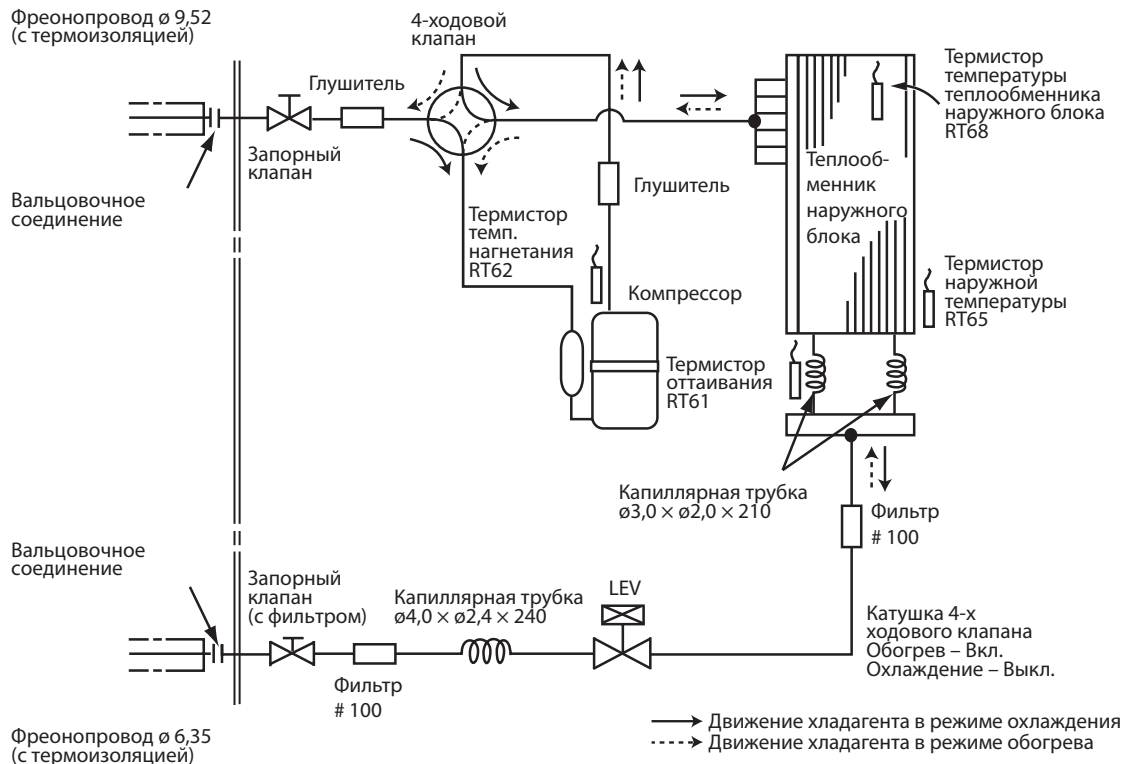 Фреонопровод ø 9,52
(с термоизоляцией)
4-ходовой
клапан
Глушитель
Запорный
клапан
Вальцовочное
соединение
Термистор
температуры
теплообменника
наружного блока
RT68
Теплооб-
менник
наружного
блока
Глушитель
Термистор
темп.
нагнетания
RT62
Компрессор
Термистор
наружной
температуры
RT65
Термистор
оттаивания
RT61
Капиллярная трубка
ø3,0 × ø2,0 × 210
Фильтр
# 100
Вальцовочное
соединение
Запорный
клапан
(с фильтром)
Капиллярная трубка
ø4,0 × ø2,4 × 240
LEV
Катушка 4-х
ходового клапана
Обогрев – Вкл.
Охлаждение – Выкл.
Фильтр
# 100
Фреонопровод ø 6,35
(с термоизоляцией)
Движение хладагента в режиме охлаждения
Движение хладагента в режиме обогрева